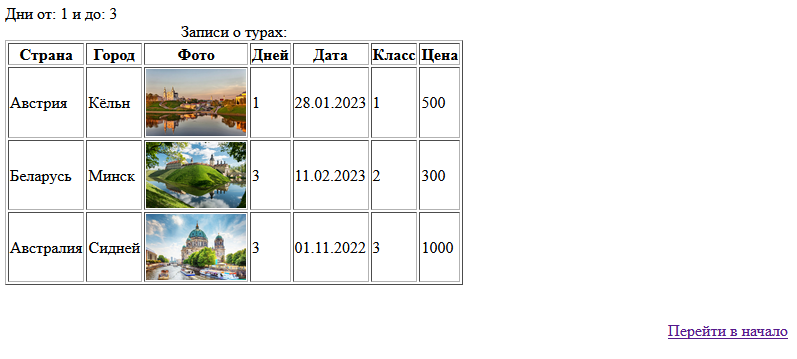 Дни от: 1 и до: 3
Записи о турах:
Страна Город Фото Дней Дата Класс Цена
Австрия Кёльн 1 28.01.2023 1 500
Беларусь Минск 3 11.02.2023 2 300
Австралия Сидней 3 01.11.2022 3 1000
Перейти в начало